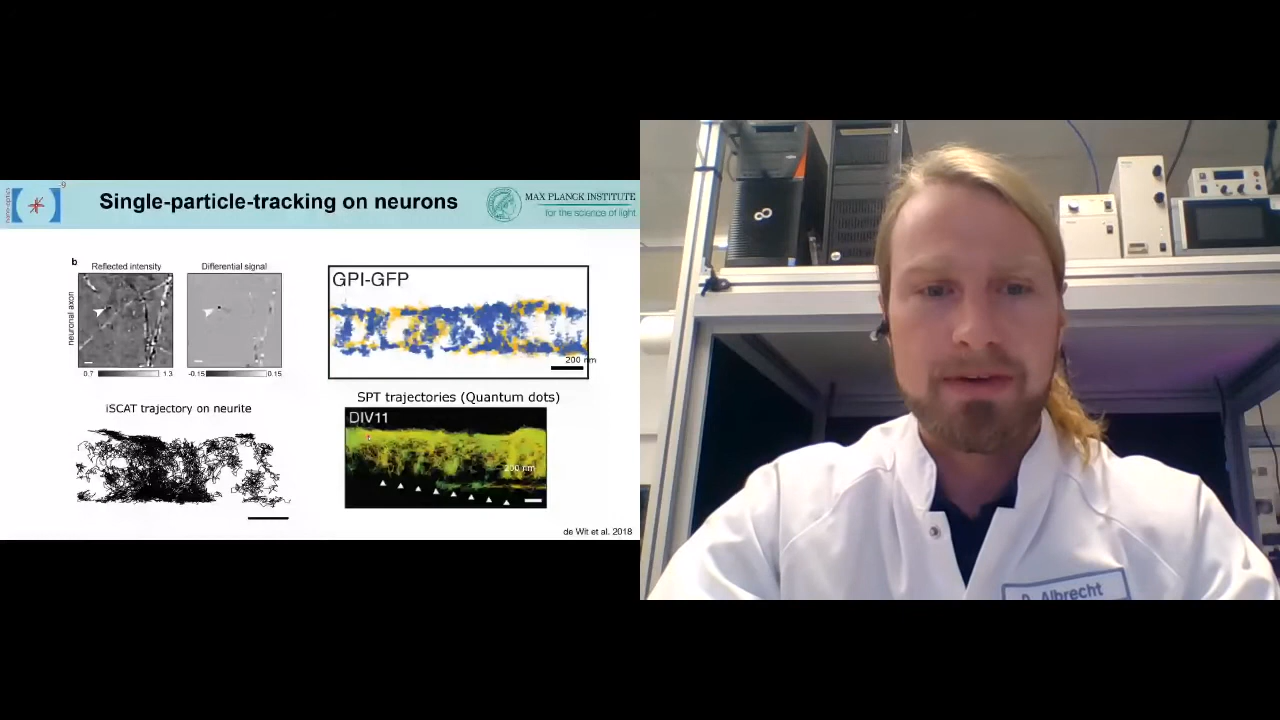 nano-optics
Single-particle-tracking on neurons
MAX PLANCK INSTITUTE
for the science of light
b
Reflected intensity
Differential signal
neuronal axon
0.7
1.3
-0.15
0.15
GPI-GFP
200 nm
iSCAT trajectory on neurite
SPT trajectories (Quantum dots)
DIV11
200 nm
de Wit et al. 2018
D. Albrecht